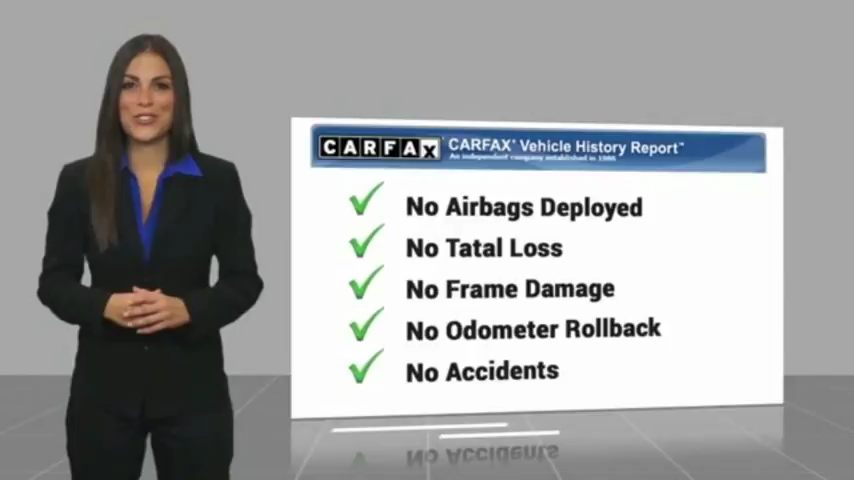 CARFAX CARFAX® Vehicle History Report™
An independent company established in 1986
No Airbags Deployed
No Tatal Loss
No Frame Damage
No Odometer Rollback
No Accidents
No Accidents